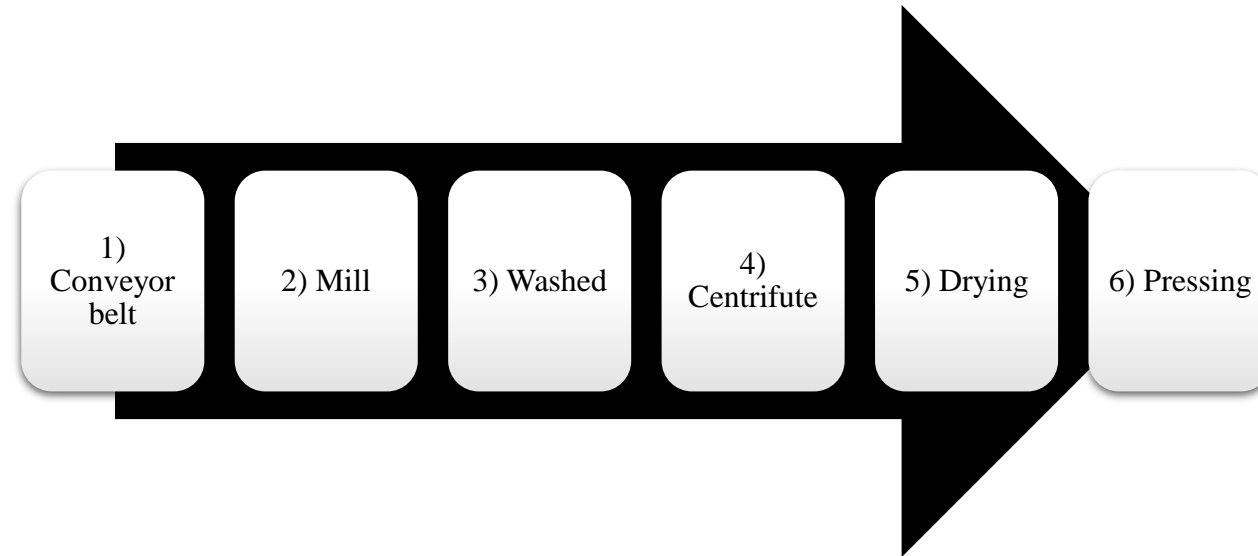 1)
Conveyor
belt
2) Mill
3) Washed
4)
Centrifute
5) Drying
6) Pressing